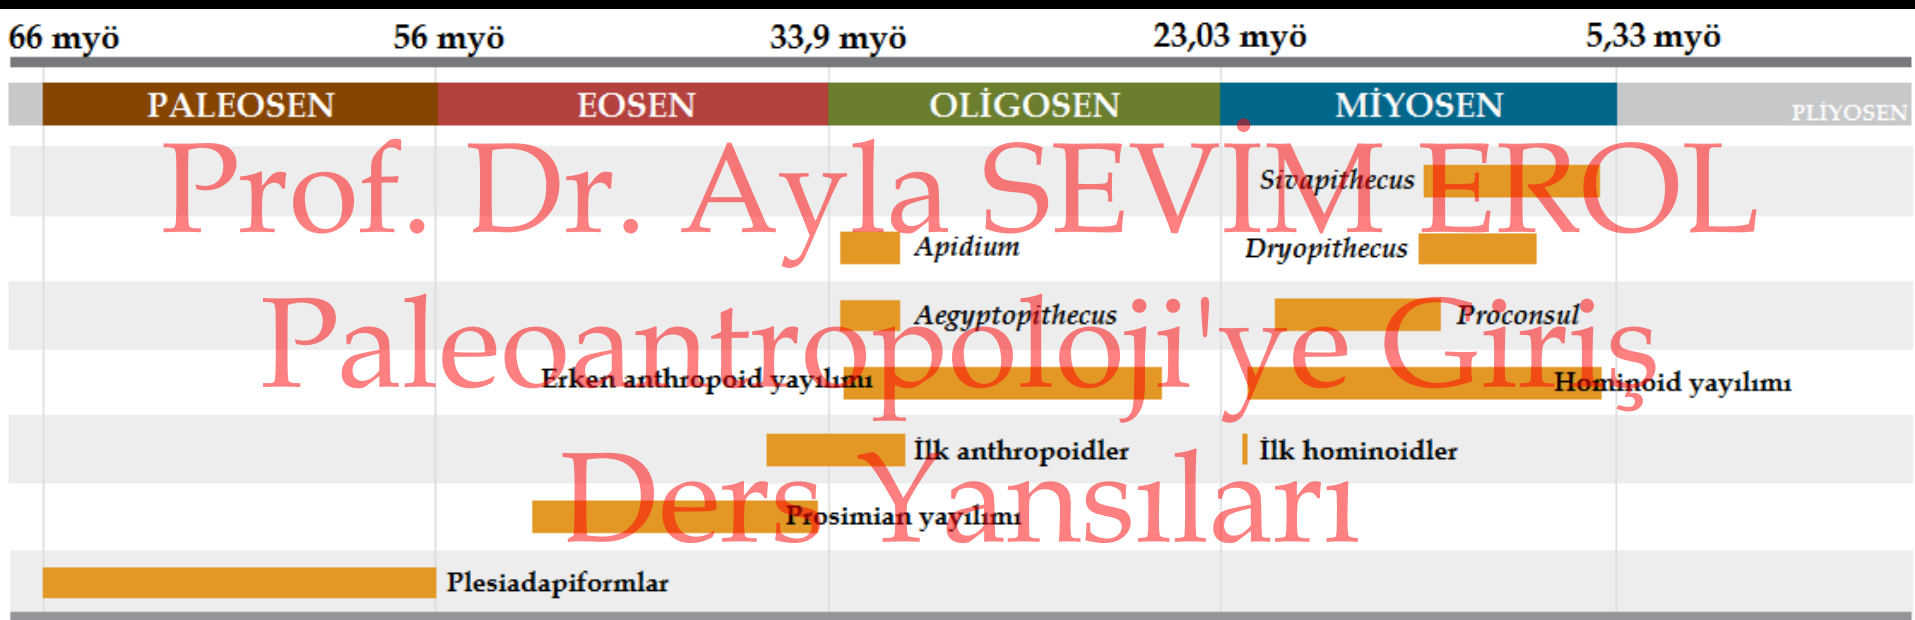 66 myö 56 myö 33,9 myö 23,03 myö 5,33 myö
PALEOSEN EOSEN OLİGOSEN MİYOSEN PLİYOSEN
Prof. Dr. Ayla SEVİM EROL
Sivapithecus
Apidium Dryopithecus
Aegyptopithecus Proconsul
Paleoantropoloji'ye Giriş
Erken anthropoid yayılımı Hominoid yayılımı
İlk anthropoidler İlk hominoidler
Ders Yansıları
Prosimian yayılımı
Plesiadapiformlar